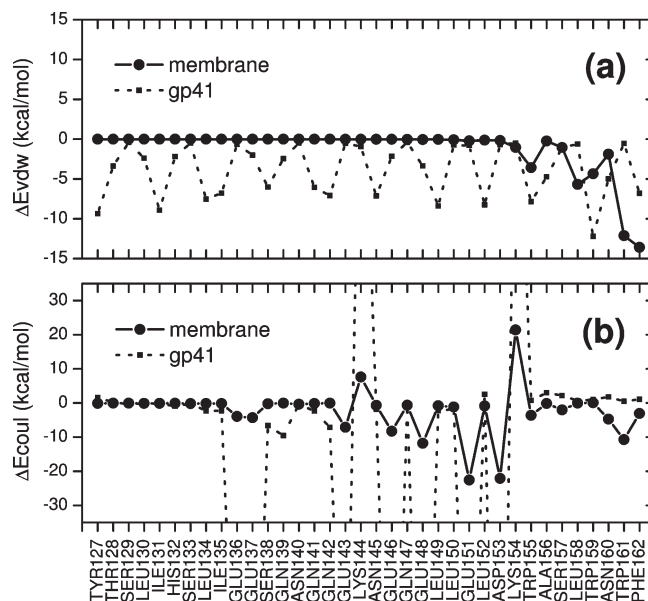 15
10
5
0
-5
-10
-15
ΔEvdw (kcal/mol)
membrane
gp41
(a)
30
20
10
0
-10
-20
-30
ΔEcoul (kcal/mol)
membrane
gp41
(b)
TYR127
THR128
SER129
LEU130
ILE131
HIS132
SER133
LEU134
ILE135
GLU136
GLU137
SER138
GLN139
ASN140
GLN141
GLN142
GLU143
LYS144
ASN145
GLU146
GLN147
GLU148
LEU149
LEU150
GLU151
LEU152
ASP153
LYS154
TRP155
ALA156
SER157
LEU158
TRP159
ASN160
TRP161
PHE162